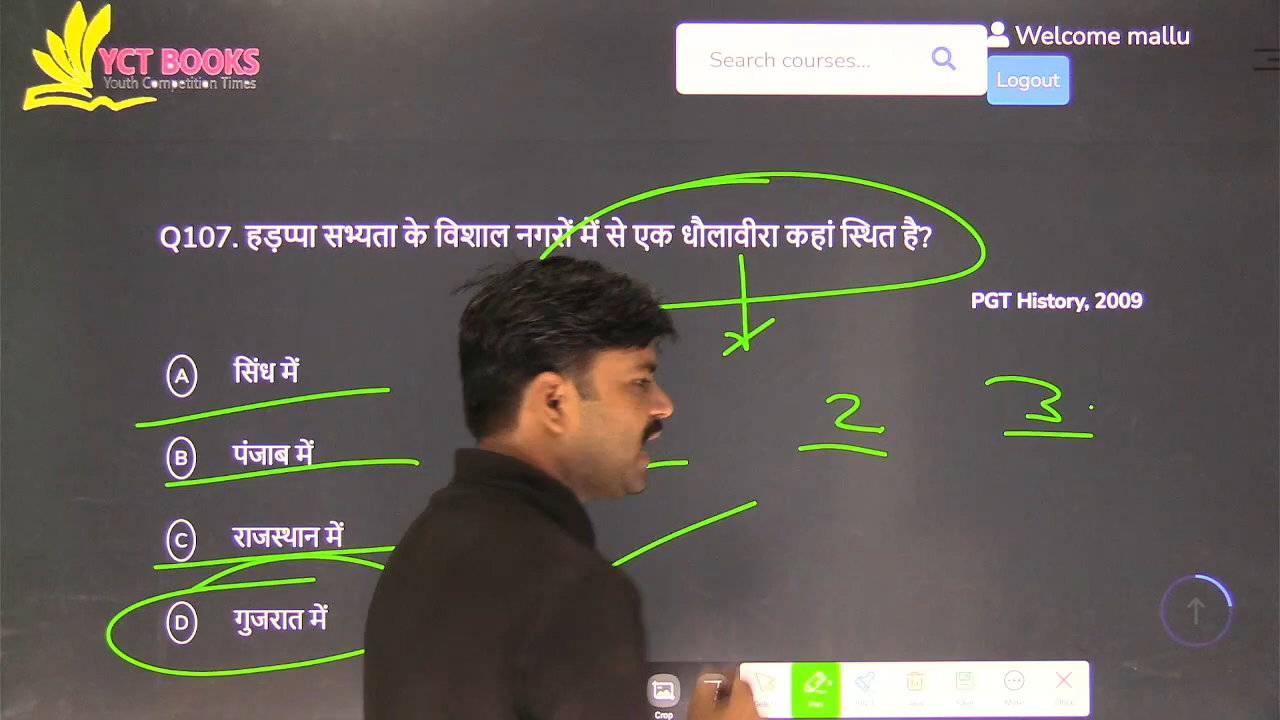 YCT BOOKS
Youth Competition Times
Search courses...
Welcome mallu
Logout
Q107. हड़प्पा सभ्यता के विशाल नगरों में से एक धौलावीरा कहां स्थित है?
PGT History, 2009
A सिंध में
B पंजाब में
C राजस्थान में
D गुजरात में
2 3
Crop